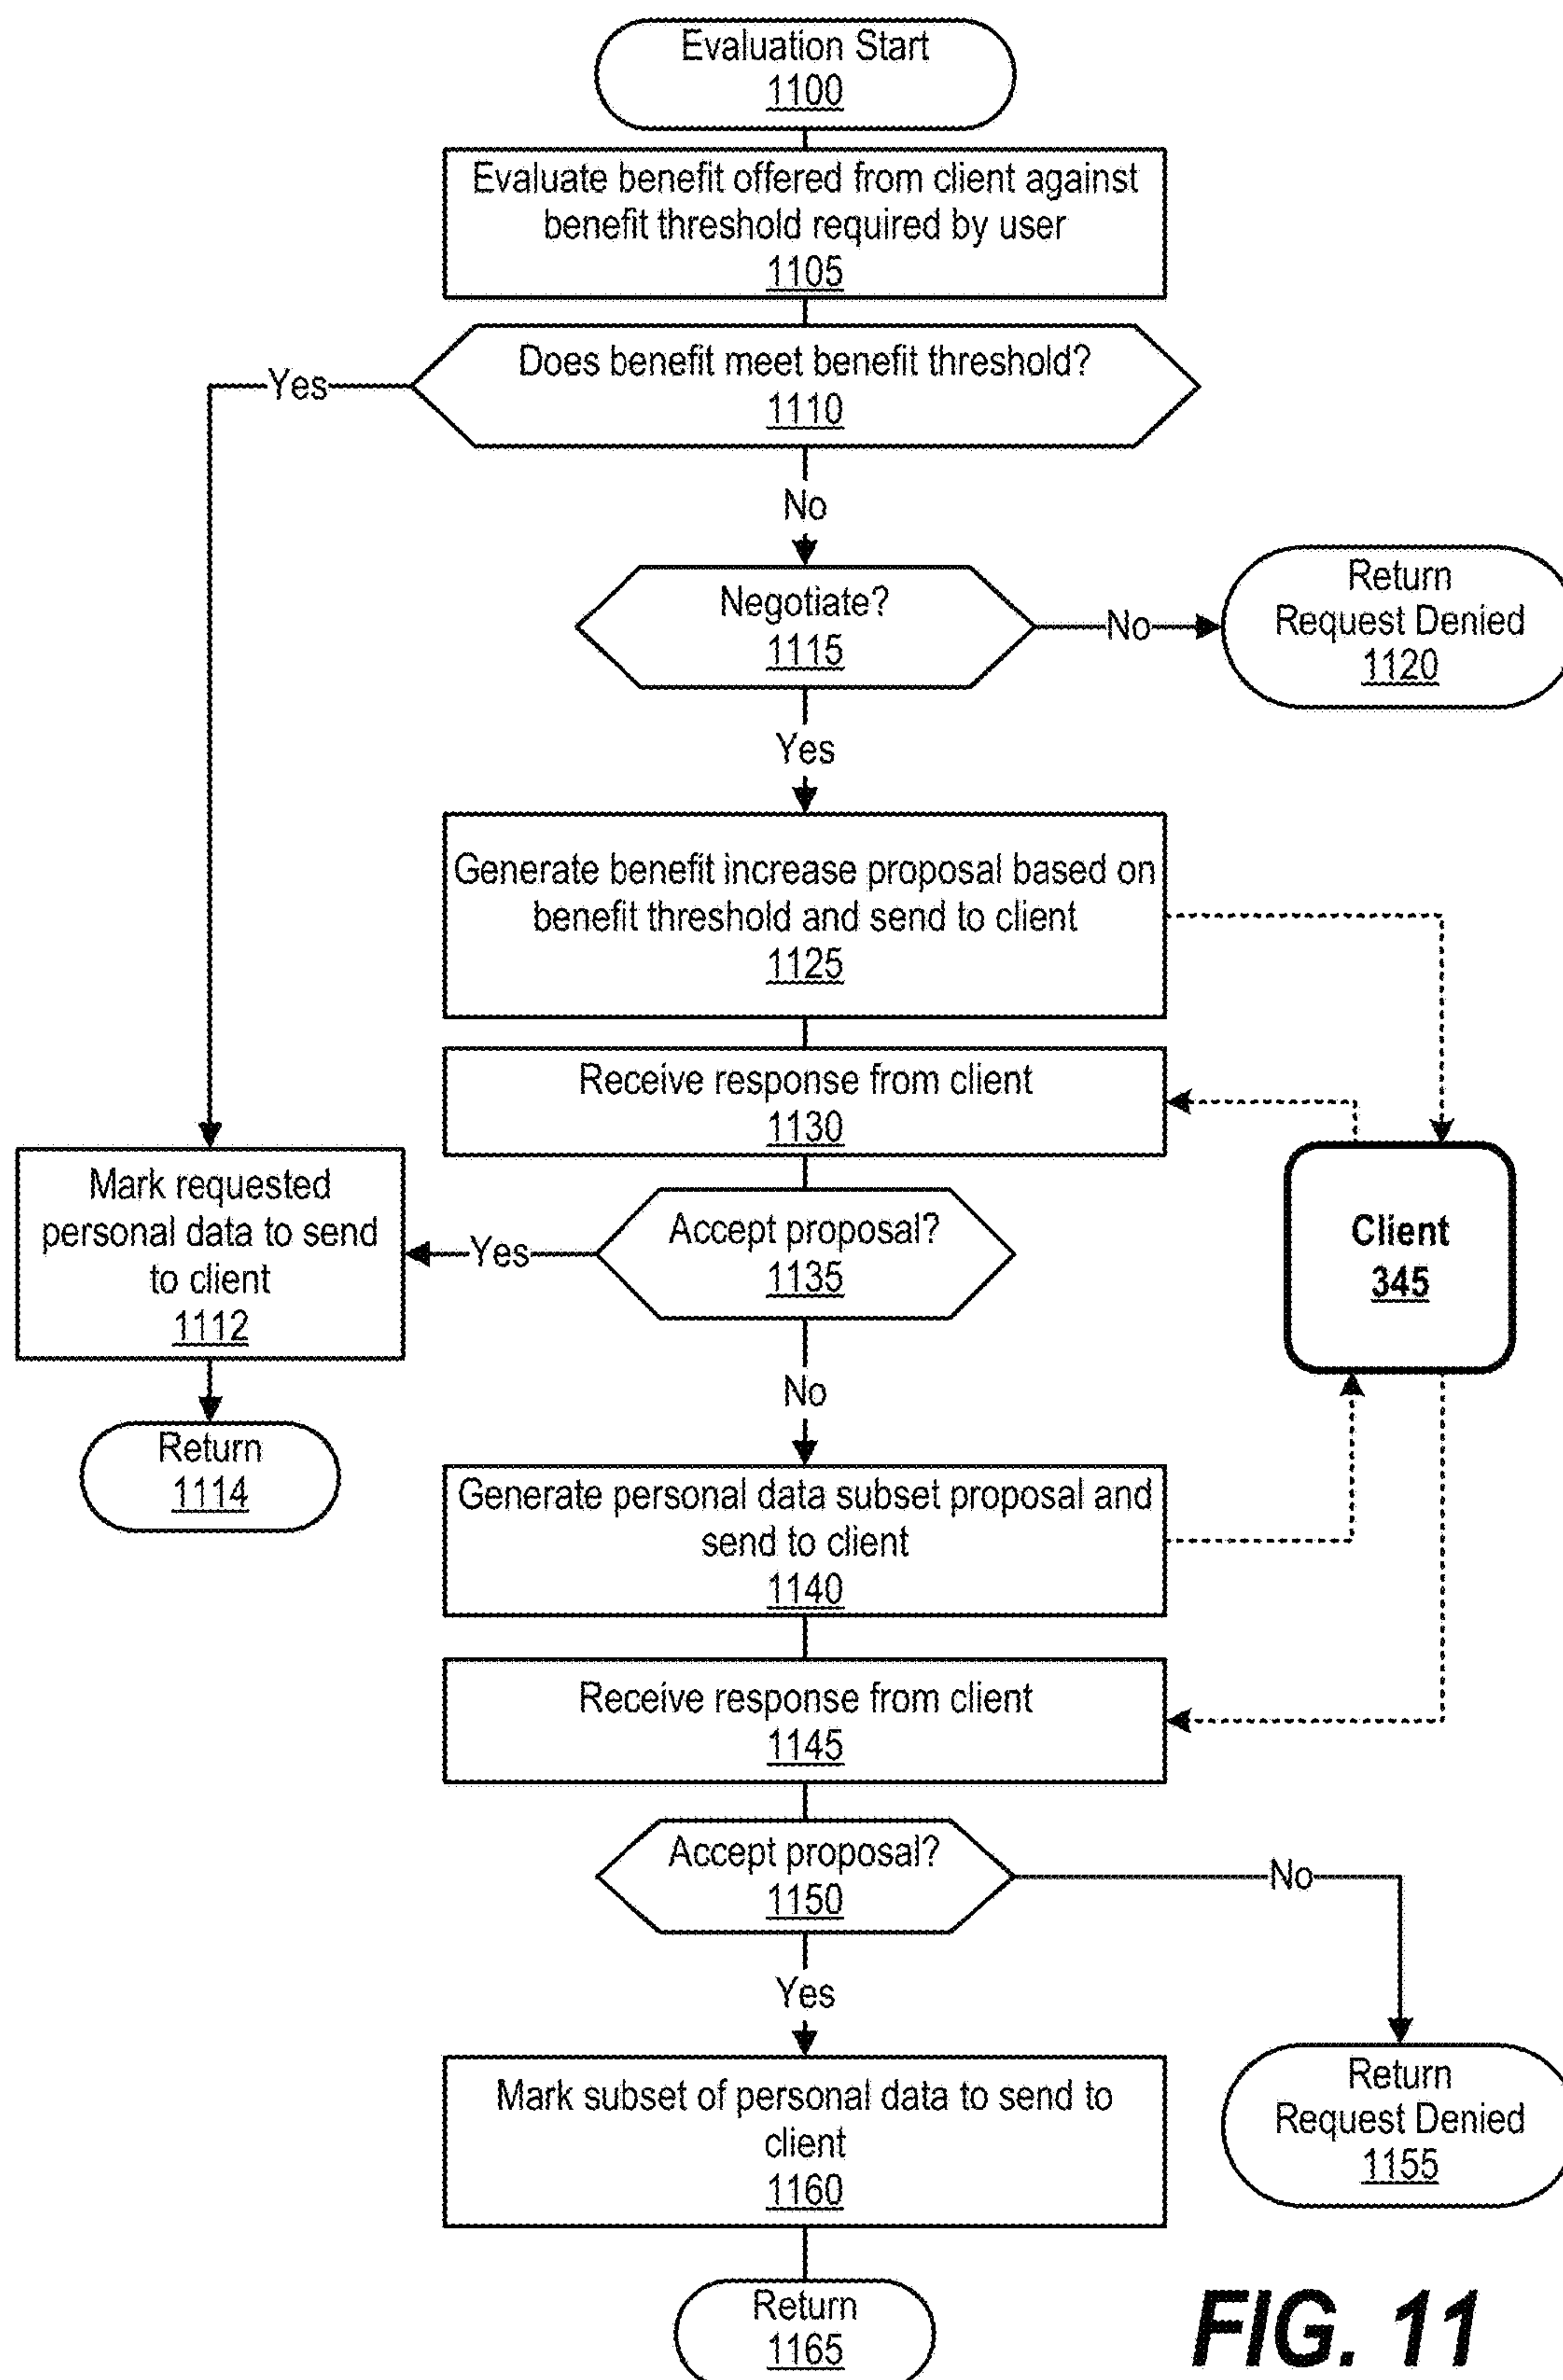 Evaluation Start
1100
Evaluate benefit offered from client against
benefit threshold required by user
1105
Does benefit meet benefit threshold?
1110
Yes
No
Negotiate?
1115
No
Return
Request Denied
1120
Yes
Generate benefit increase proposal based on
benefit threshold and send to client
1125
Receive response from client
1130
Mark requested
personal data to send
to client
1112
Yes
Accept proposal?
1135
Client
345
No
Return
1114
Generate personal data subset proposal and
send to client
1140
Receive response from client
1145
Accept proposal?
1150
No
Yes
Mark subset of personal data to send to
client
1160
Return
Request Denied
1155
Return
1165
FIG. 11